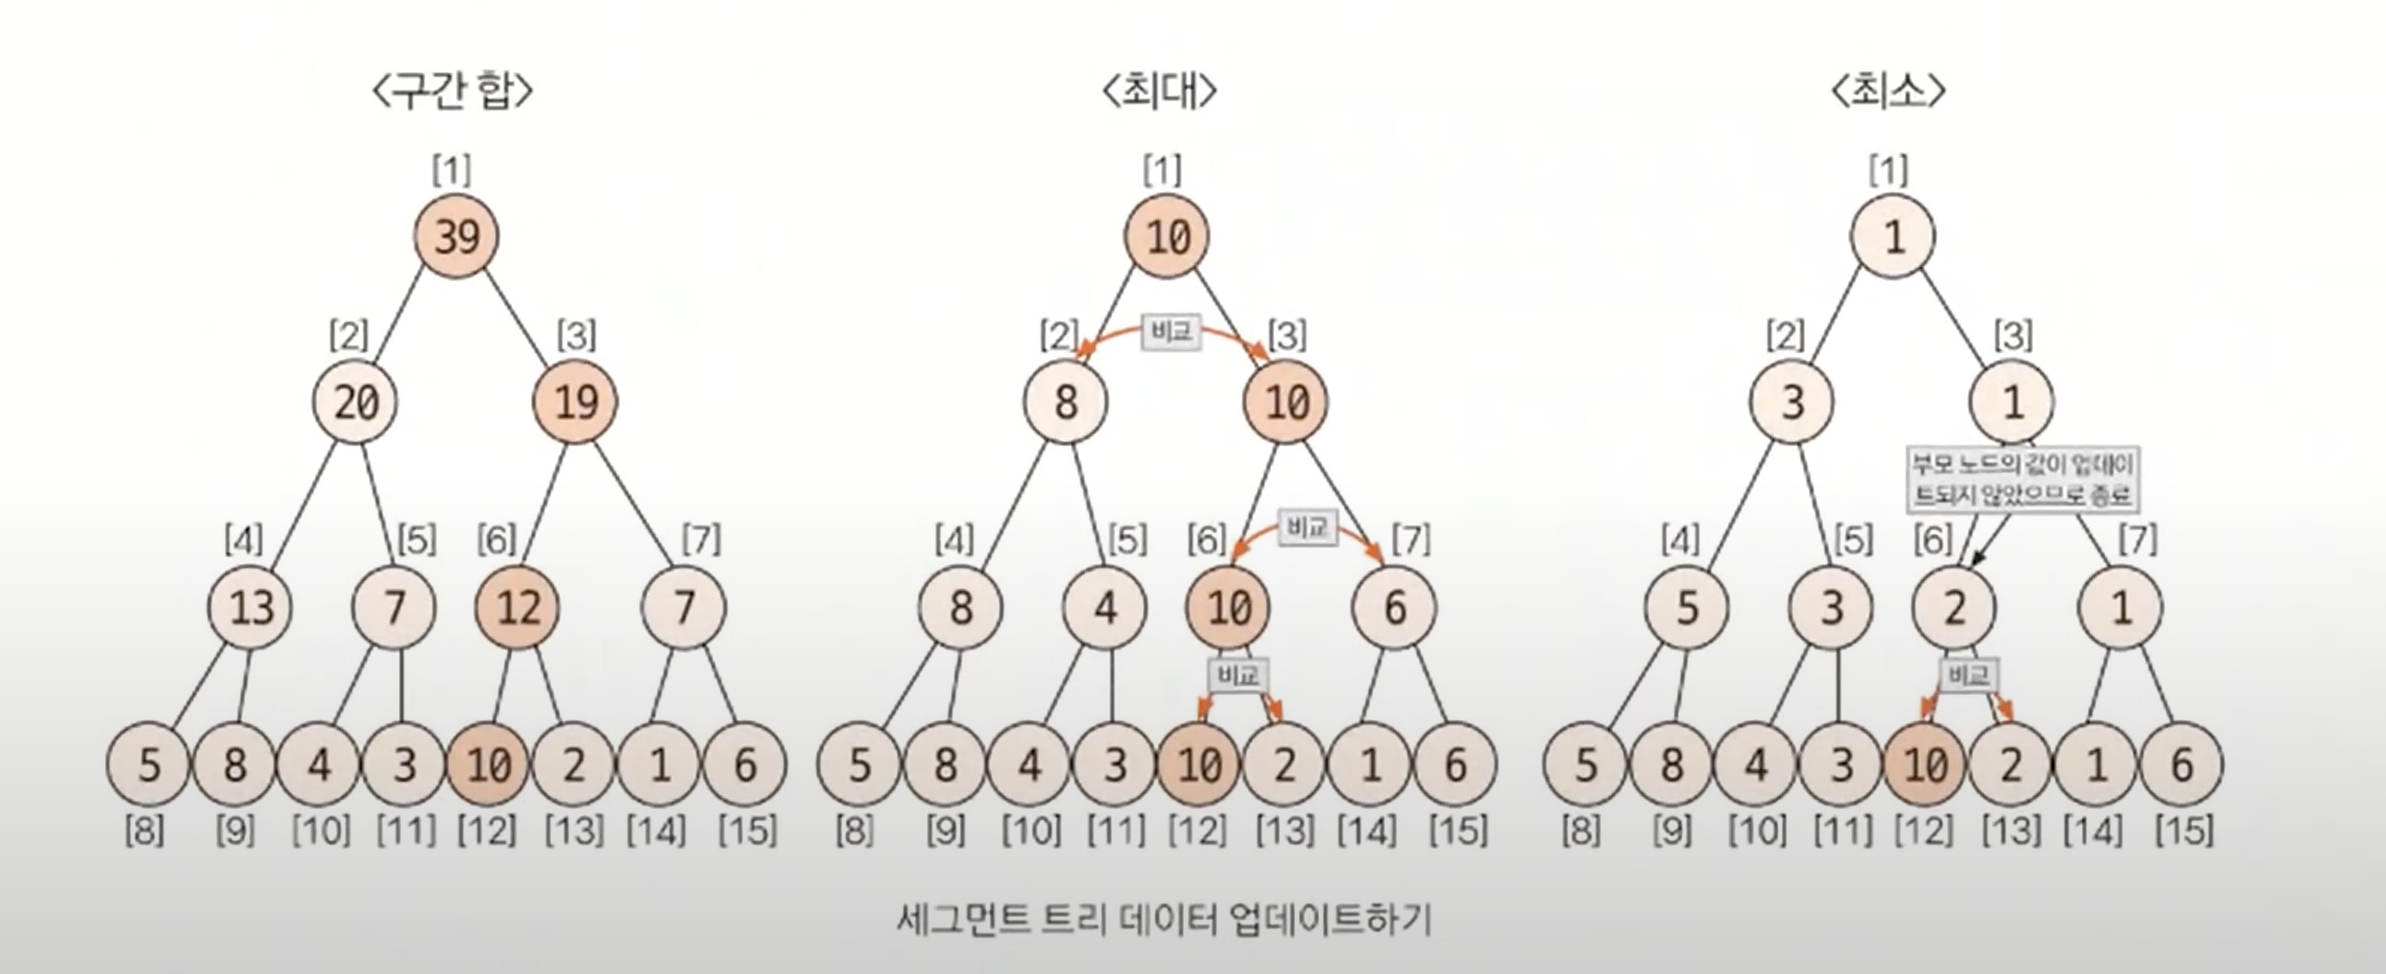 <구간 합>
<최대>
<최소>
[1]
[1]
[1]
39
10
1
[2] [3]
[2] 비교 [3]
[2] [3]
20 19
8 10
3 1
부모 노드의 값이 업데이
트되지 않았으므로 종료
[4] [5] [6] [7]
[4] [5] [6] 비교 [7]
[4] [5] [6] [7]
13 7 12 7
8 4 10 6
5 3 2 1
비교
비교
5 8 4 3 10 2 1 6
5 8 4 3 10 2 1 6
5 8 4 3 10 2 1 6
[8] [9] [10] [11] [12] [13] [14] [15]
[8] [9] [10] [11] [12] [13] [14] [15]
[8] [9] [10] [11] [12] [13] [14] [15]
세그먼트 트리 데이터 업데이트하기